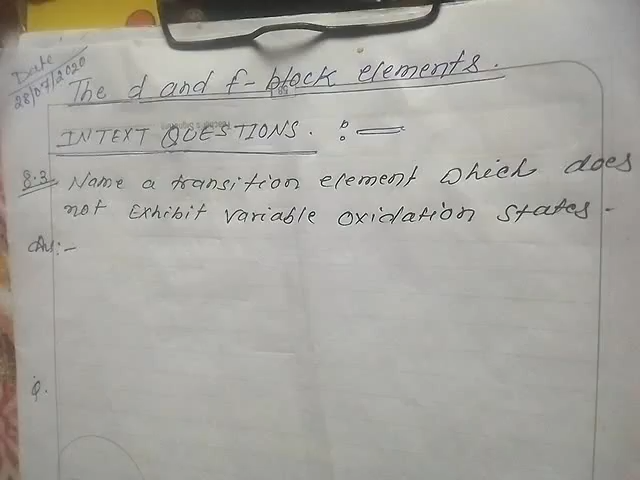 Date
28/07/2020
The d and f-block elements.
INTEXT QUESTIONS. :-
8.3 Name a transition element which does
not Exhibit variable oxidation states.
Ans:-
Q.